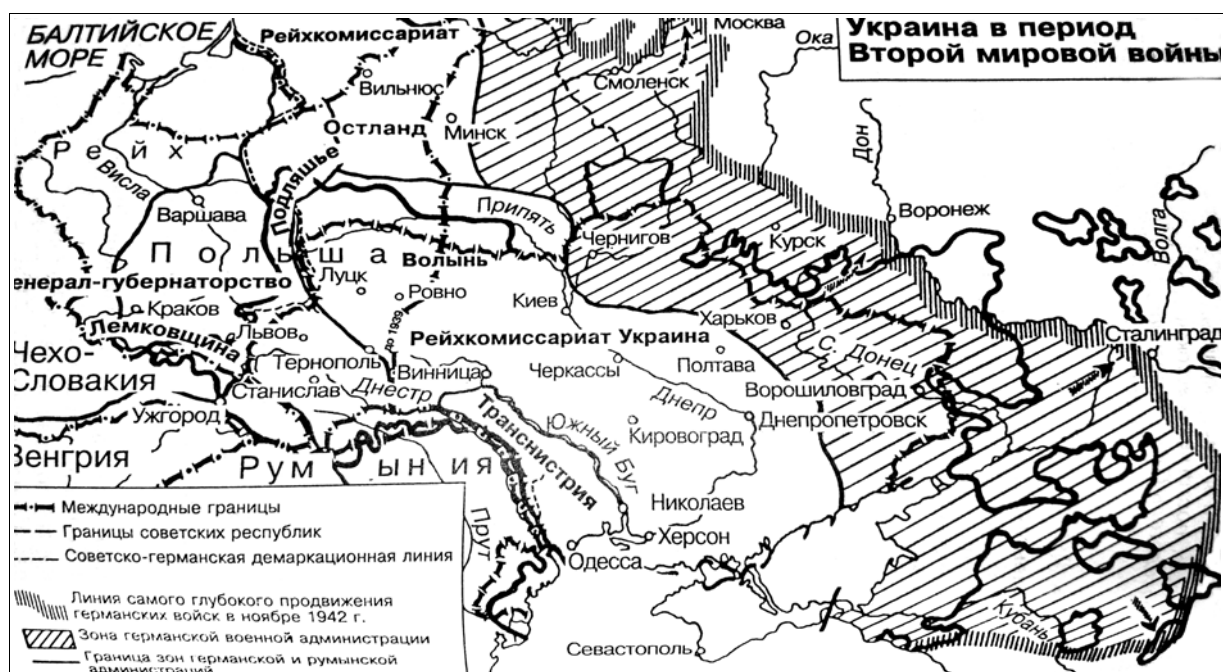 БАЛТИЙСКОЕ
МОРЕ
Рейхкомиссариат
Москва
Ока
Украина в период
Второй мировой войны
Вильнюс
Смоленск
Остланд
Минск
Дон
Рейх
Висла
Подляшье
Варшава
Припять
Воронеж
Волга
Чернигов
Курск
Польша
Волынь
Луцк
енерал-губернаторство
Ровно
Киев
Краков
до 1939
Харьков
Лемковщина
Львов
Рейхкомиссариат Украина
Сталинград
Чехо-
Словакия
Тернополь
Винница
Черкассы
Полтава
С. Донец
Станислав
Днестр
Ворошиловград
Ужгород
Транснистрия
Южный Буг
Днепр
Днепропетровск
Кировоград
Венгрия
Румыния
Николаев
Прут
Херсон
Одесса
Кубань
Севастополь
Международные границы
Границы советских республик
Советско-германская демаркационная линия
Линия самого глубокого продвижения
германских войск в ноябре 1942 г.
Зона германской военной администрации
Граница зон германской и румынской
администраций